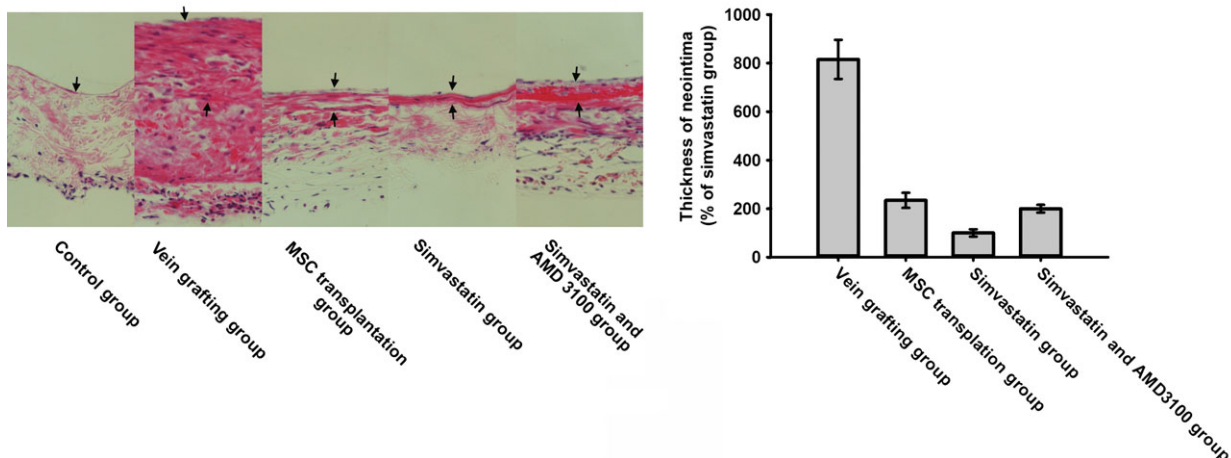 Control group
Vein grafting group
MSC transplantation
group
Simvastatin group
Simvastatin and
AMD 3100 group
Thickness of neointima
(% of simvastatin group)
1000
800
600
400
200
0
Vein grafting group
MSC transplation group
Simvastatin group
Simvastatin and AMD3100 group